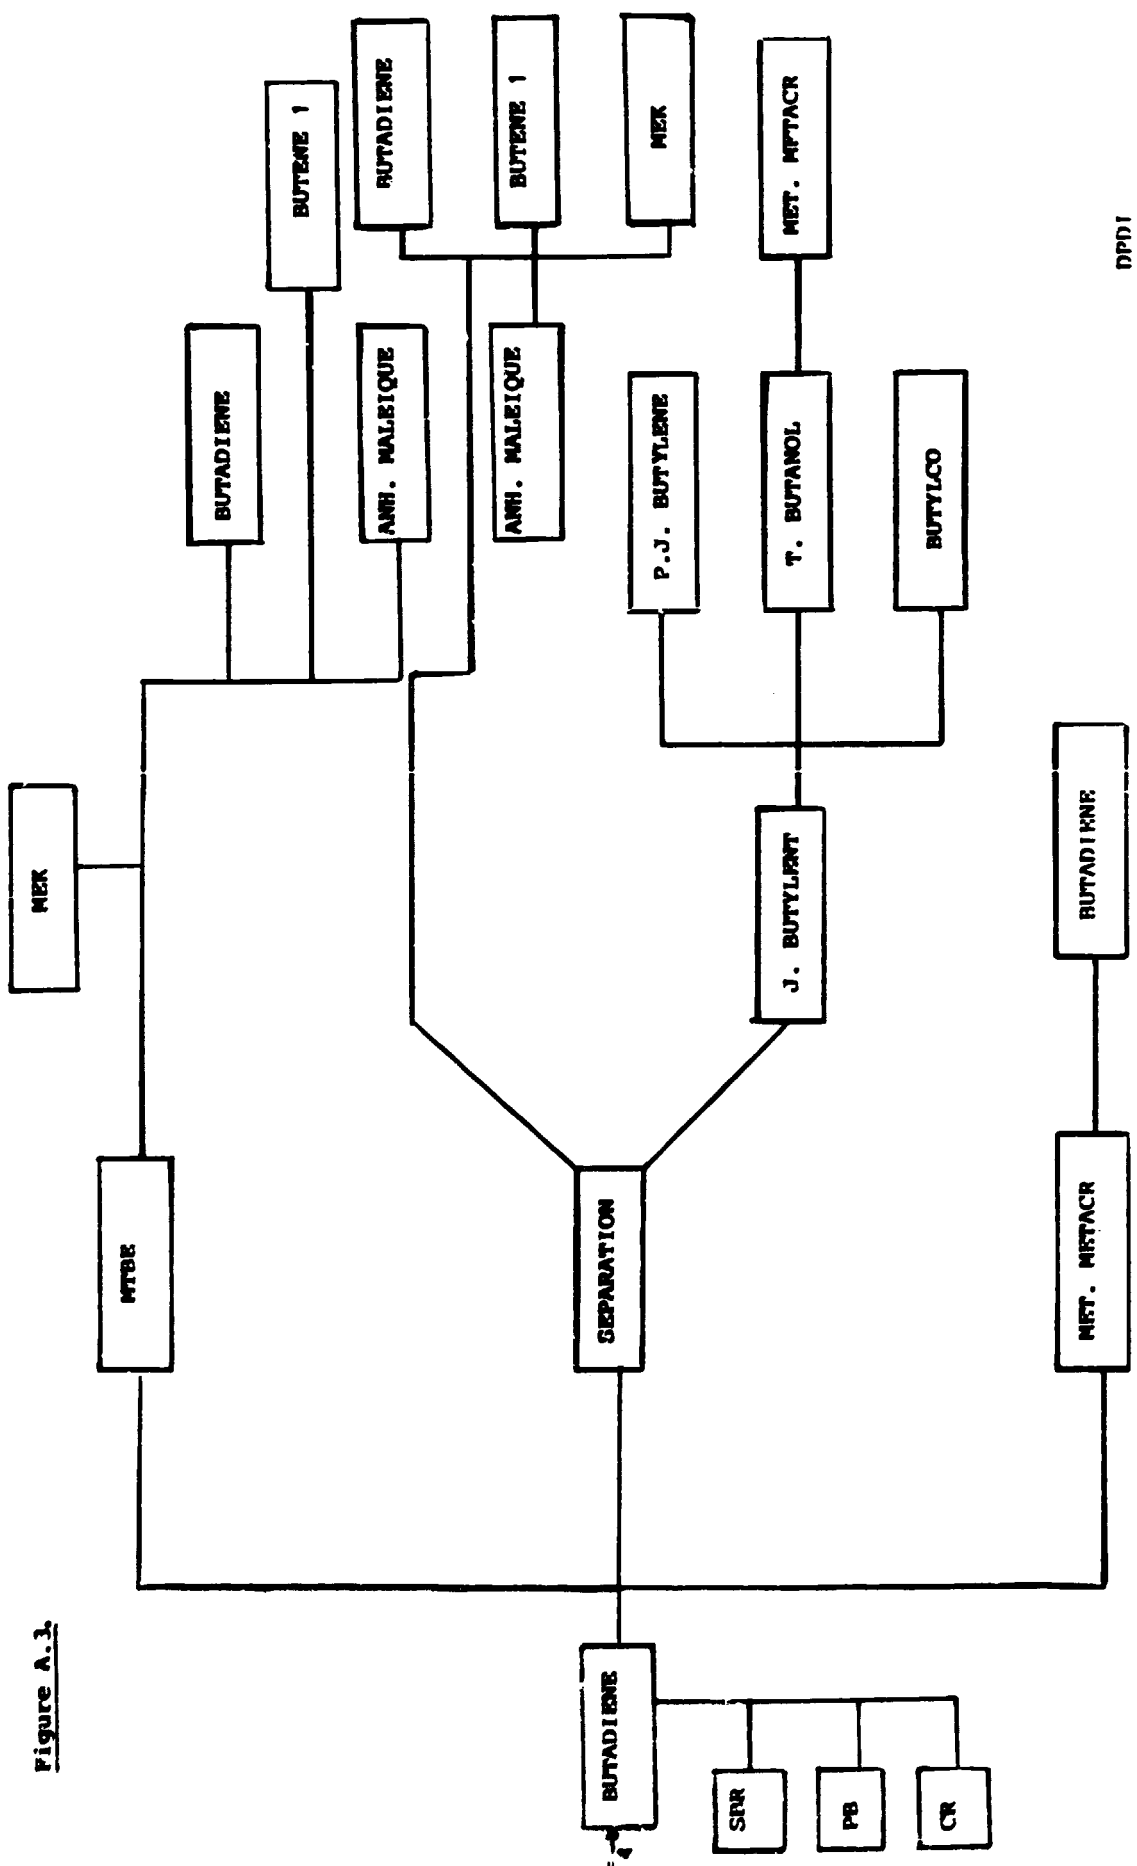 Figure A.3.
MEK
MTBE
BUTADIENE
BUTENE 1
ANH. MALEIQUE
BUTADIENE
ANH. MALEIQUE
BUTENE 1
MEK
BUTADIENE
SEPARATION
P.J. BUTYLENE
J. BUTYLENT
T. BUTANOL
MET. METACR
BUTYLCO
SBR
PB
CR
MET. METACR
BUTADIENE
DPDI